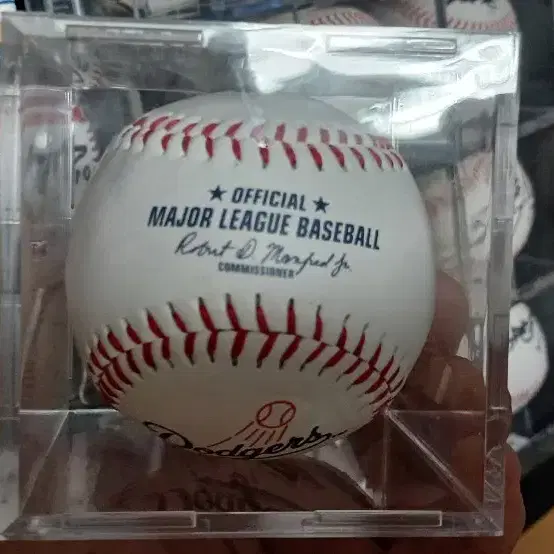 ★ OFFICIAL ★
MAJOR LEAGUE BASEBALL
Robert D. Manfred Jr.
COMMISSIONER
Dodgers